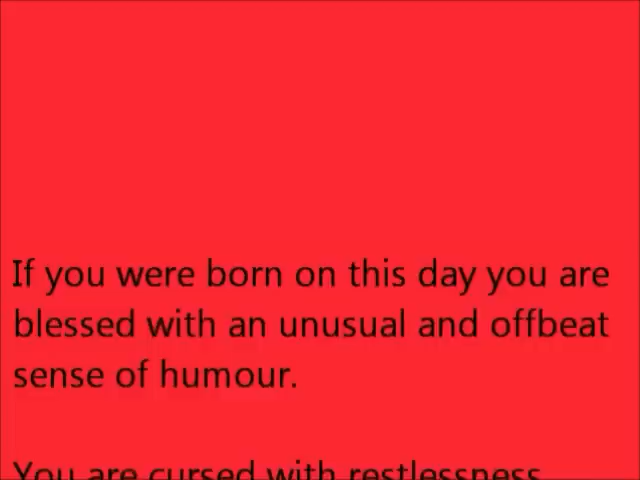 If you were born on this day you are
blessed with an unusual and offbeat
sense of humour.
You are cursed with restlessness